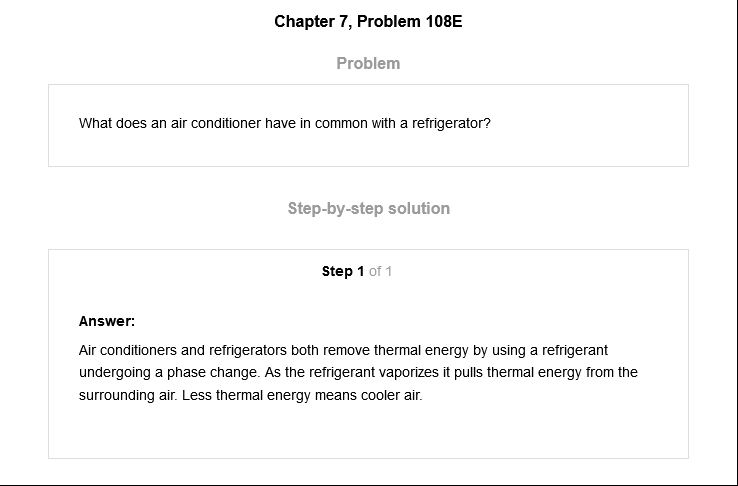 Chapter 7, Problem 108E
Problem
What does an air conditioner have in common with a refrigerator?
Step-by-step solution
Step 1 of 1
Answer:
Air conditioners and refrigerators both remove thermal energy by using a refrigerant
undergoing a phase change. As the refrigerant vaporizes it pulls thermal energy from the
surrounding air. Less thermal energy means cooler air.